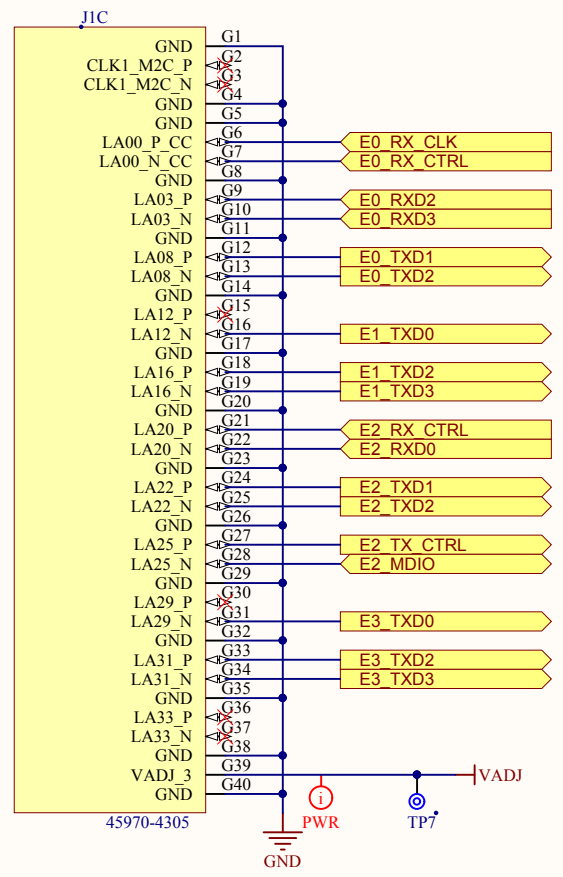 J1C
GND G1
CLK1_M2C_P G2
CLK1_M2C_N G3
GND G4
GND G5
LA00_P_CC G6 E0_RX_CLK
LA00_N_CC G7 E0_RX_CTRL
GND G8
LA03_P G9 E0_RXD2
LA03_N G10 E0_RXD3
GND G11
LA08_P G12 E0_TXD1
LA08_N G13 E0_TXD2
GND G14
LA12_P G15
LA12_N G16 E1_TXD0
GND G17
LA16_P G18 E1_TXD2
LA16_N G19 E1_TXD3
GND G20
LA20_P G21 E2_RX_CTRL
LA20_N G22 E2_RXD0
GND G23
LA22_P G24 E2_TXD1
LA22_N G25 E2_TXD2
GND G26
LA25_P G27 E2_TX_CTRL
LA25_N G28 E2_MDIO
GND G29
LA29_P G30
LA29_N G31 E3_TXD0
GND G32
LA31_P G33 E3_TXD2
LA31_N G34 E3_TXD3
GND G35
LA33_P G36
LA33_N G37
GND G38
VADJ_3 G39 VADJ
GND G40
i
45970-4305 PWR TP7
GND